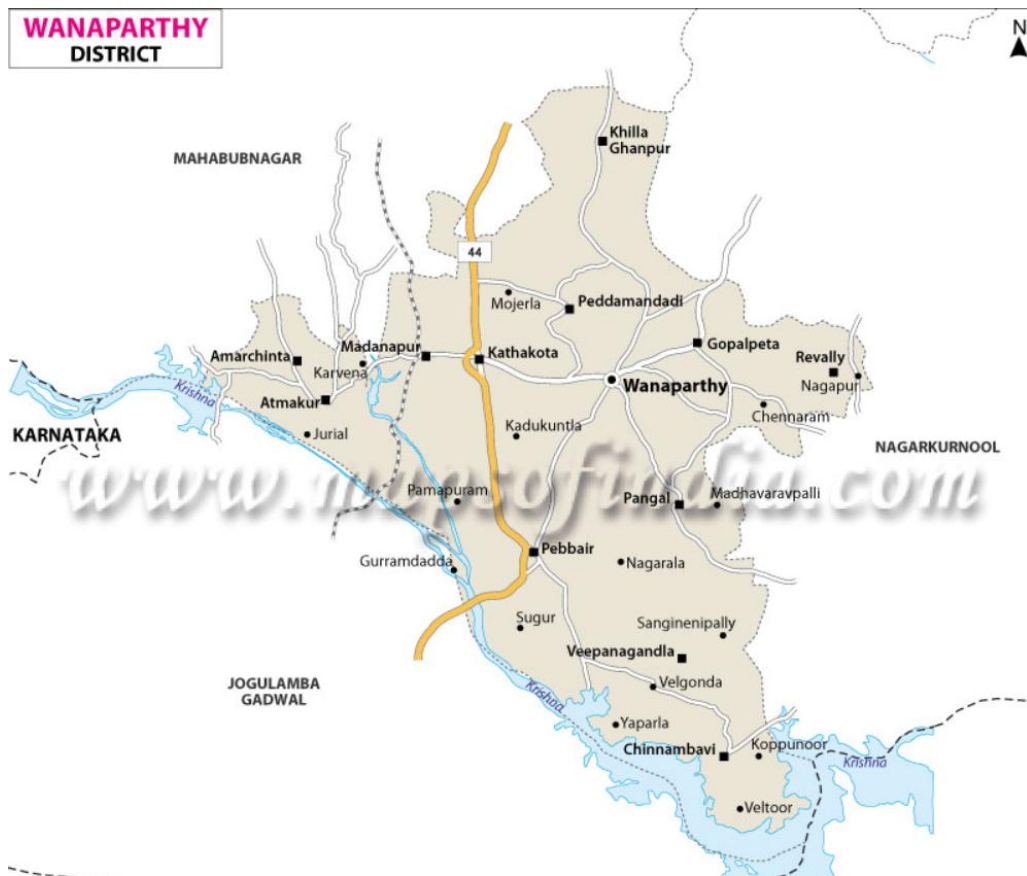 WANAPARTHY
DISTRICT
N
MAHABUBNAGAR
Khilla
Ghanpur
44
Mojerla
Peddamandadi
Amarchinta
Madanapur
Karvena
Kathakota
Gopalpeta
Revally
Nagapur
Wanaparthy
Krishna
Atmakur
Chennaram
KARNATAKA
Jurial
Kadukuntla
NAGARKURNOOL
www.mapsofindia.com
Pamapuram
Pangal
Madhavaravpalli
Gurramdadda
Pebbair
Nagarala
Sugur
Sanginenipally
Veepanagandla
JOGULAMBA
GADWAL
Krishna
Velgonda
Yaparla
Chinnambavi
Koppunoor
Krishna
Veltoor